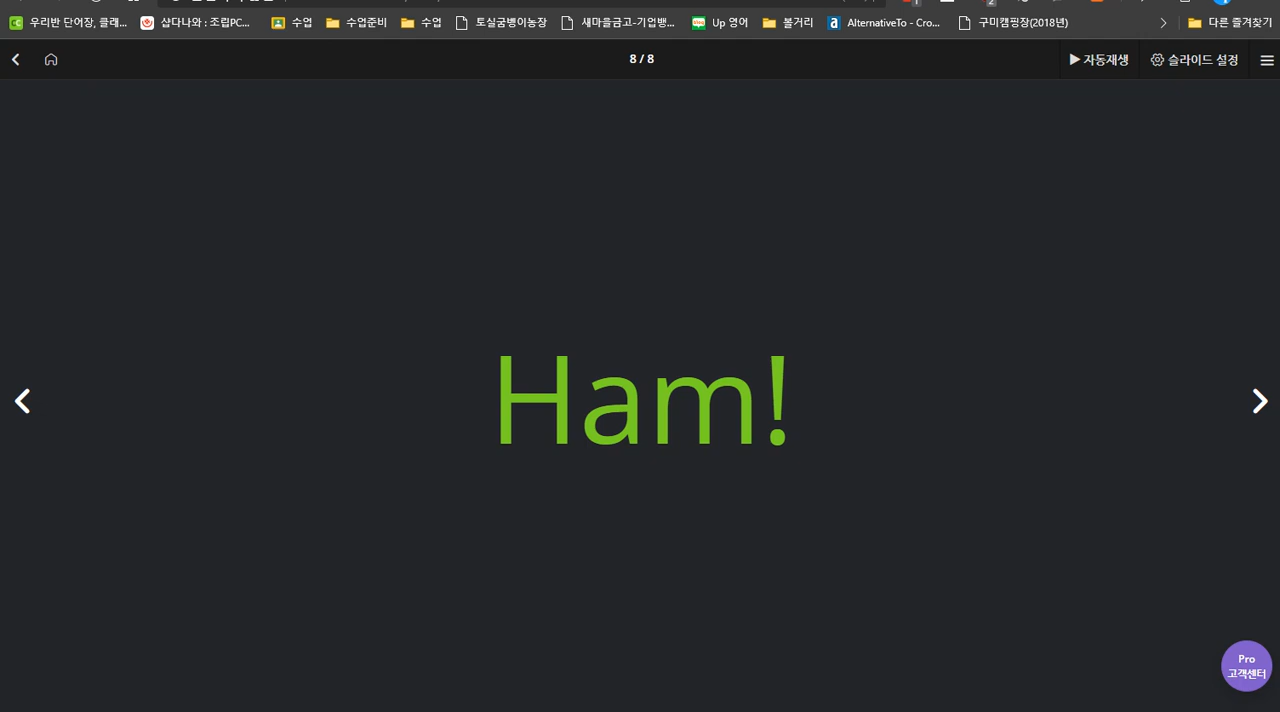 우리반 단어장, 클래... 샵다나와 : 조립PC... 수업 수업준비 수업 토실굼벵이농장 새마을금고-기업뱅... Up 영어 볼거리 AlternativeTo - Cro... 구미캠핑장(2018년) 다른 즐겨찾기
8 / 8 ▶ 자동재생 슬라이드 설정
Ham!
Pro
고객센터